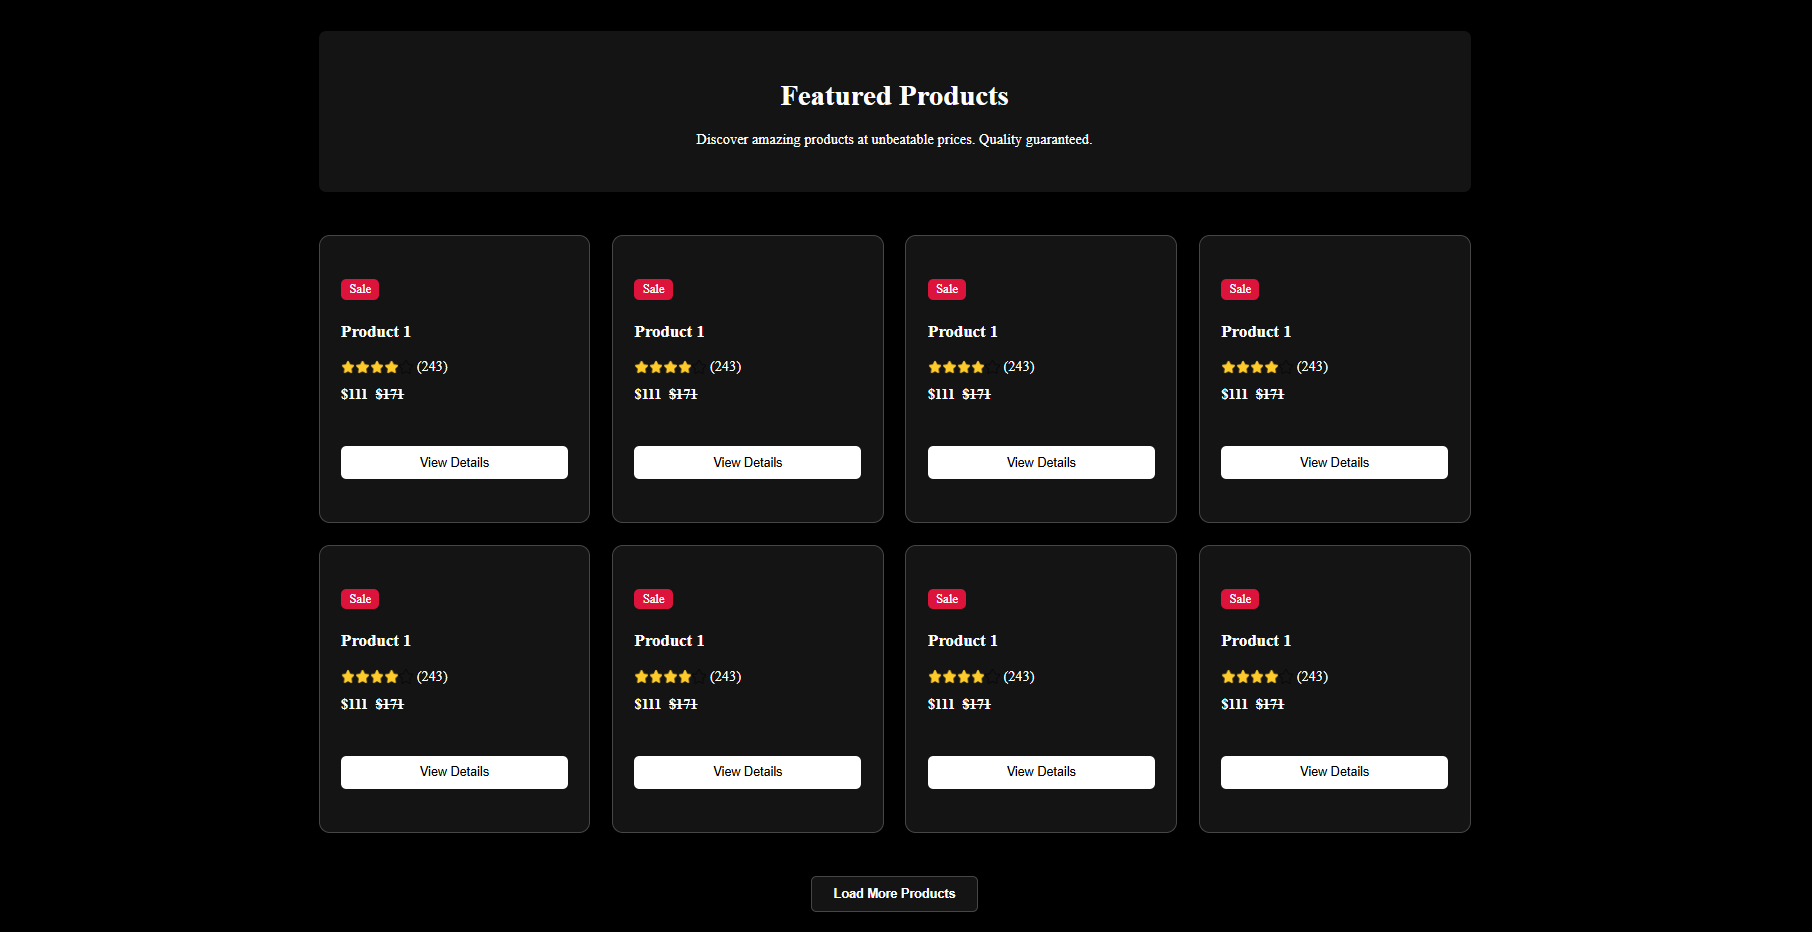 Featured Products
Discover amazing products at unbeatable prices. Quality guaranteed.
Sale
Product 1
(243)
$111 $171
View Details
Sale
Product 1
(243)
$111 $171
View Details
Sale
Product 1
(243)
$111 $171
View Details
Sale
Product 1
(243)
$111 $171
View Details
Sale
Product 1
(243)
$111 $171
View Details
Sale
Product 1
(243)
$111 $171
View Details
Sale
Product 1
(243)
$111 $171
View Details
Sale
Product 1
(243)
$111 $171
View Details
Load More Products